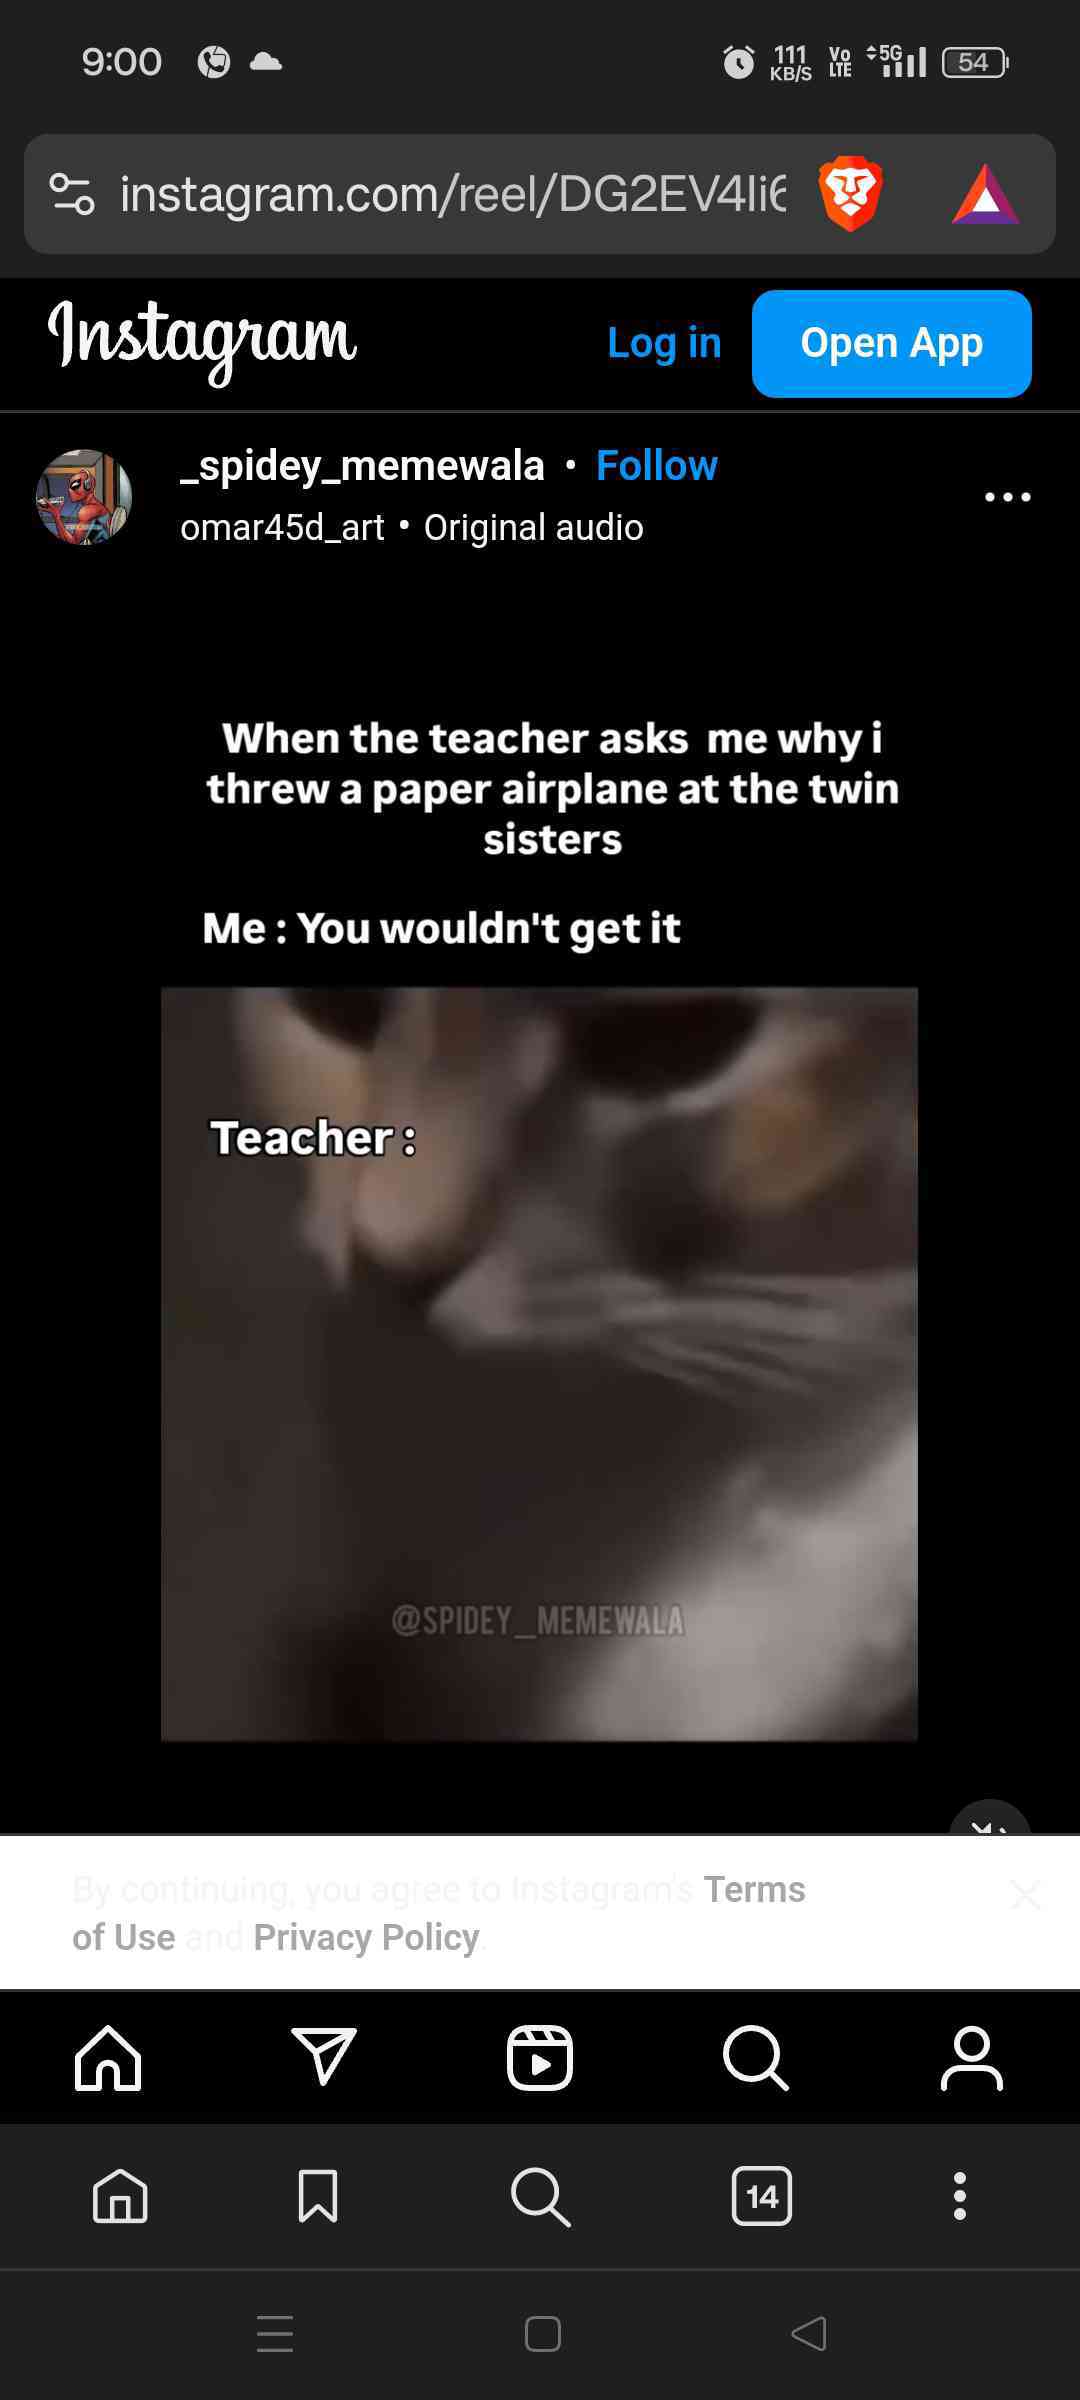 9:00
111
KB/S
Vo
LTE
5G
54
instagram.com/reel/DG2EV4li6
Instagram
Log in
Open App
_spidey_memewala • Follow
omar45d_art • Original audio
When the teacher asks me why i
threw a paper airplane at the twin
sisters
Me : You wouldn't get it
Teacher :
@SPIDEY_MEMEWALA
By continuing, you agree to Instagram's Terms
of Use and Privacy Policy.
14